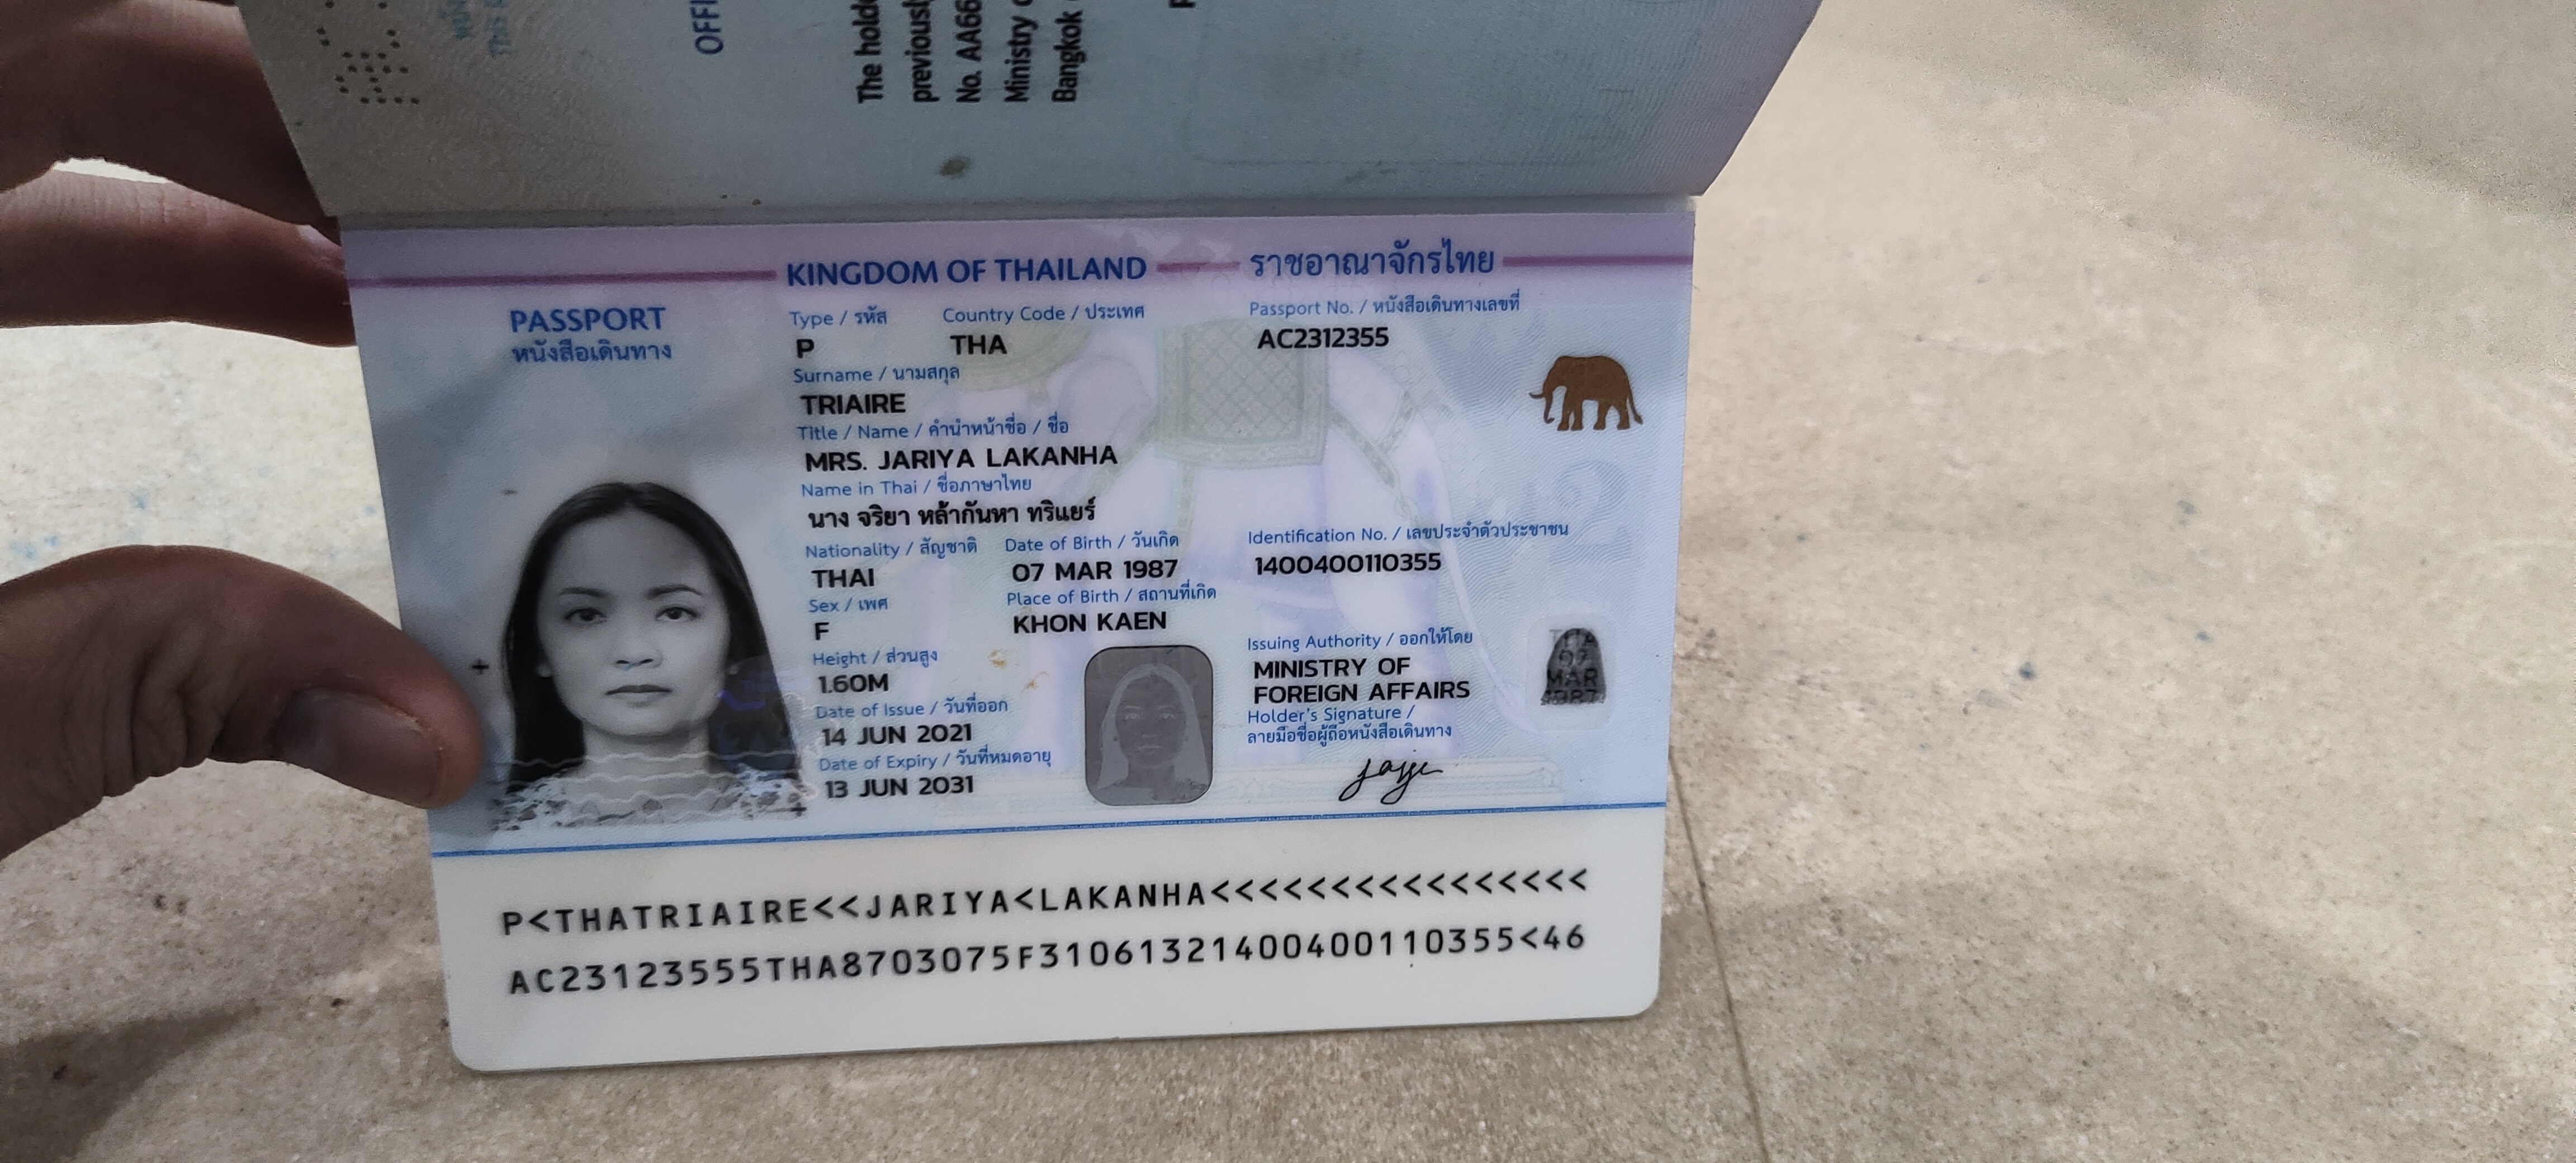 OFFI
The holde
previously
No. AA66
Ministry o
Bangkok
KINGDOM OF THAILAND ราชอาณาจักรไทย
PASSPORT
หนังสือเดินทาง
Type / รหัส Country Code / ประเทศ Passport No. / หนังสือเดินทางเลขที่
P THA AC2312355
Surname / นามสกุล
TRIAIRE
Title / Name / คำนำหน้าชื่อ / ชื่อ
MRS. JARIYA LAKANHA
Name in Thai / ชื่อภาษาไทย
นาง จริยา หล้ากันหา ทริแยร์
Nationality / สัญชาติ Date of Birth / วันเกิด Identification No. / เลขประจำตัวประชาชน
THAI 07 MAR 1987 1400400110355
Sex / เพศ Place of Birth / สถานที่เกิด
F KHON KAEN
Height / ส่วนสูง Issuing Authority / ออกให้โดย
1.60M MINISTRY OF
FOREIGN AFFAIRS
Date of Issue / วันที่ออก Holder's Signature /
14 JUN 2021 ลายมือชื่อผู้ถือหนังสือเดินทาง
Date of Expiry / วันที่หมดอายุ
13 JUN 2031
THA
07
MAR
1987
P<THATRIAIRE<<JARIYA<LAKANHA<<<<<<<<<<<<<<<<
AC23123555THA8703075F31061321400400110355<46